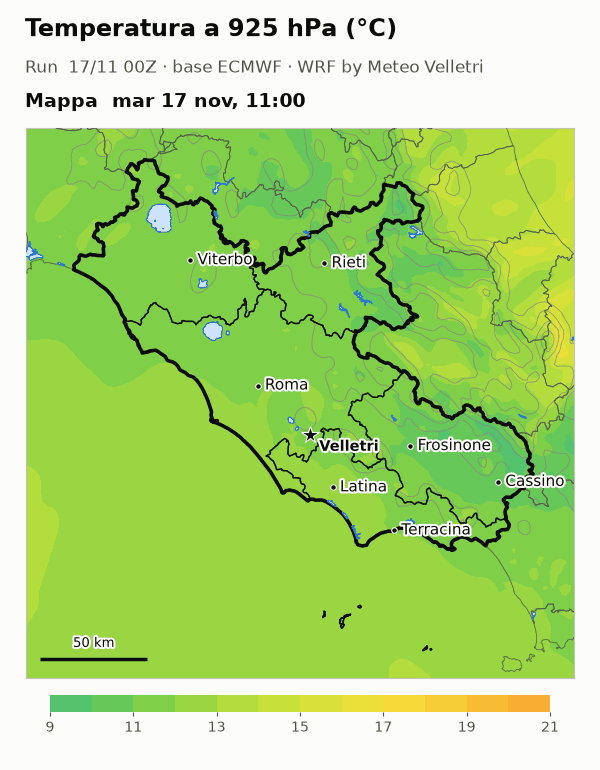 Temperatura a 925 hPa (°C)
Run  17/11 00Z · base ECMWF · WRF by Meteo Velletri
Mappa  mar 17 nov, 11:00
Viterbo
Rieti
Roma
Velletri
Frosinone
Cassino
Latina
Terracina
50 km
9 11 13 15 17 19 21